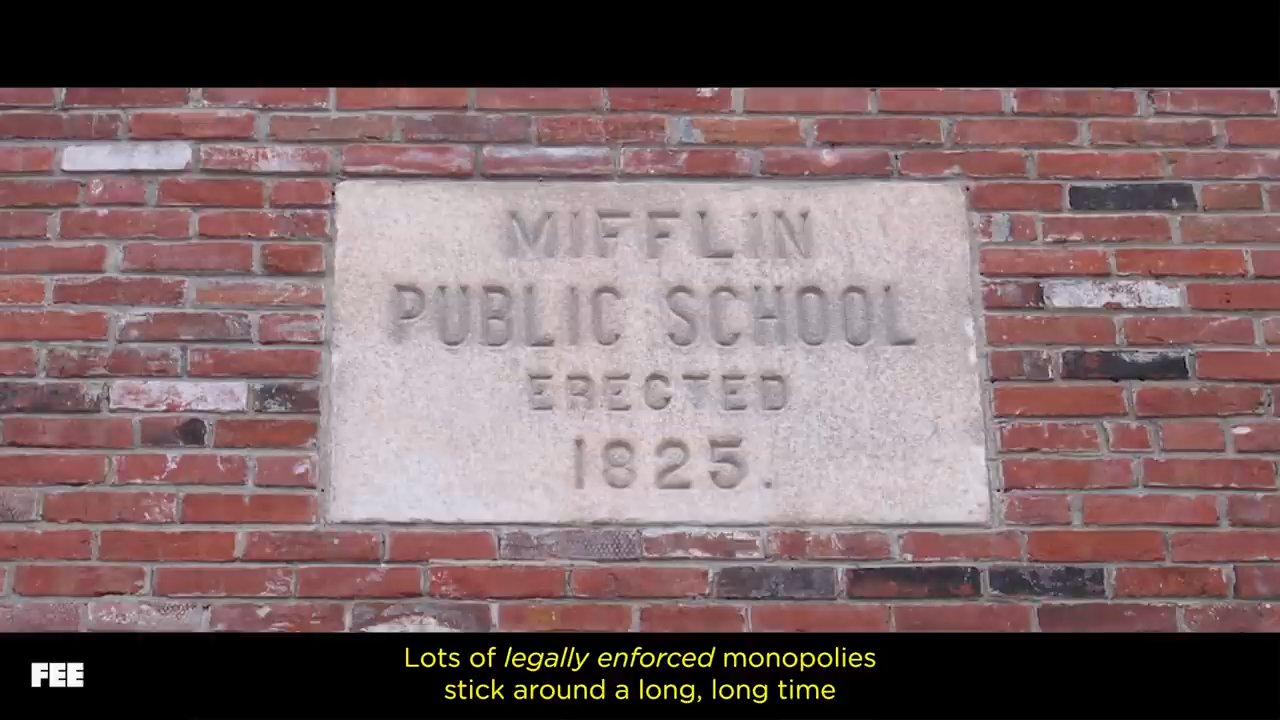 MIFFLIN
PUBLIC SCHOOL
ERECTED
1825.
FEE
Lots of legally enforced monopolies
stick around a long, long time